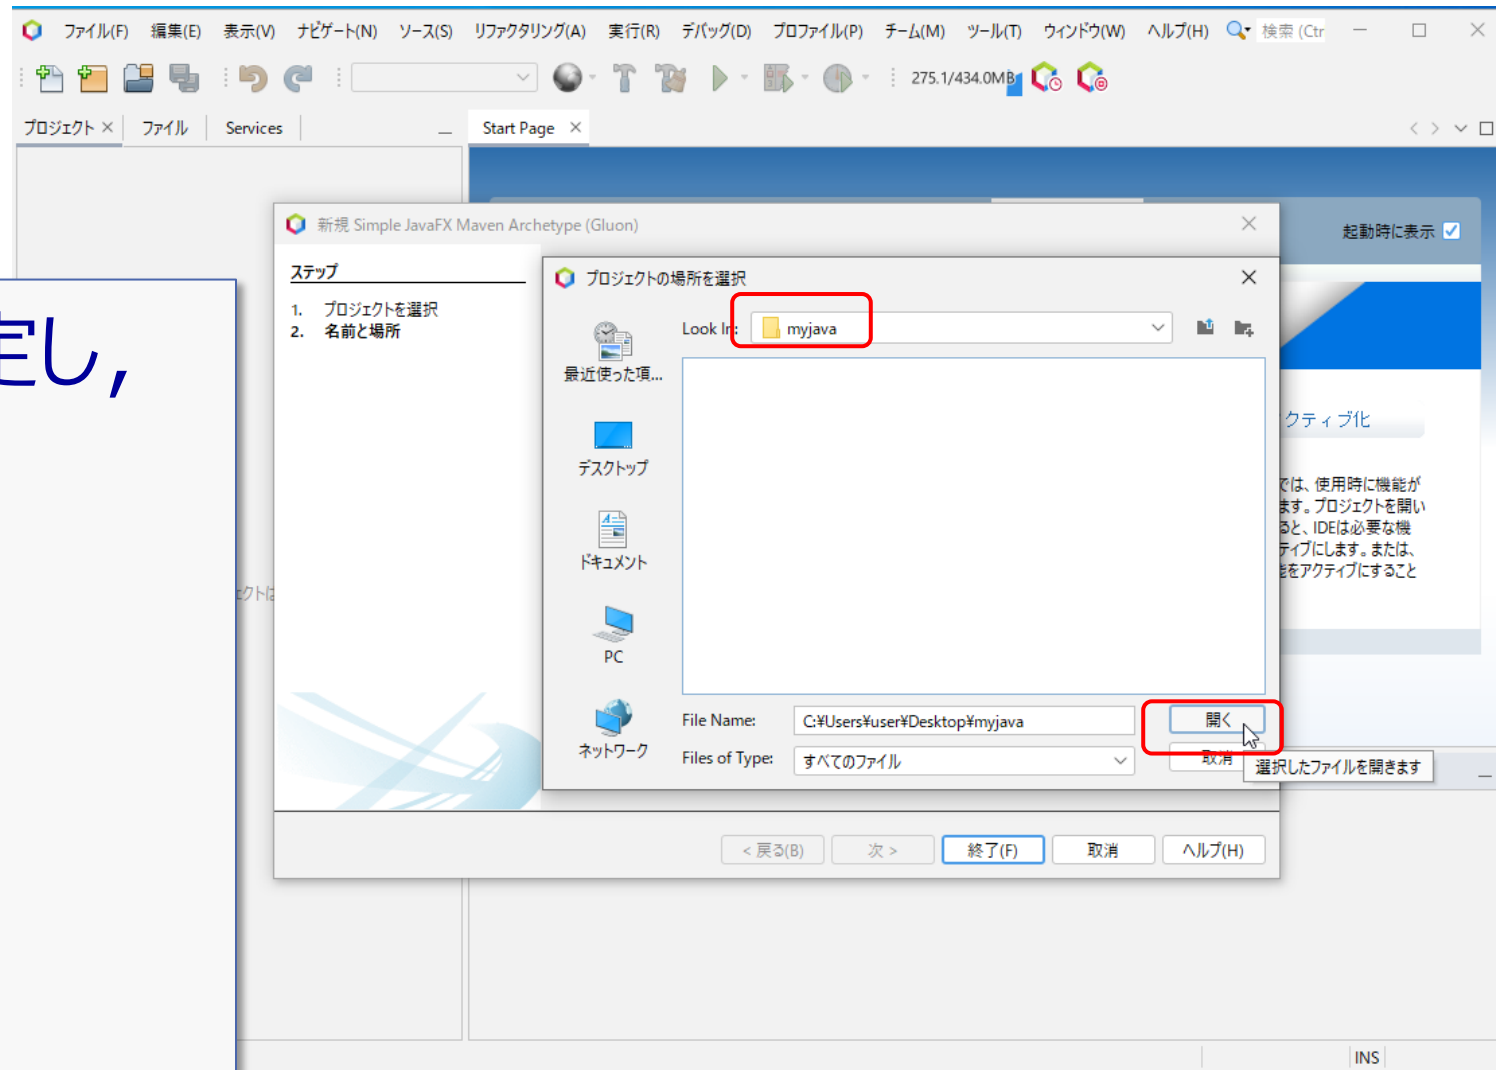 ファイル(F) 編集(E) 表示(V) ナビゲート(N) ソース(S) リファクタリング(A) 実行(R) デバッグ(D) プロファイル(P) チーム(M) ツール(T) ウィンドウ(W) ヘルプ(H) 検索 (Ctr
275.1/434.0MB
プロジェクト ファイル Services Start Page
新規 Simple JavaFX Maven Archetype (Gluon)
起動時に表示
ステップ
1. プロジェクトを選択
2. 名前と場所
プロジェクトの場所を選択
Look In: myjava
最近使った項...
デスクトップ
ドキュメント
PC
ネットワーク
File Name: C:¥Users¥user¥Desktop¥myjava 開く
Files of Type: すべてのファイル 取消
選択したファイルを開きます
し,
クティブ化
では、使用時に機能が
ます。プロジェクトを開い
ると、IDEは必要な機
ティブにします。または、
をアクティブにすること
クトは
< 戻る(B) 次 > 終了(F) 取消 ヘルプ(H)
INS